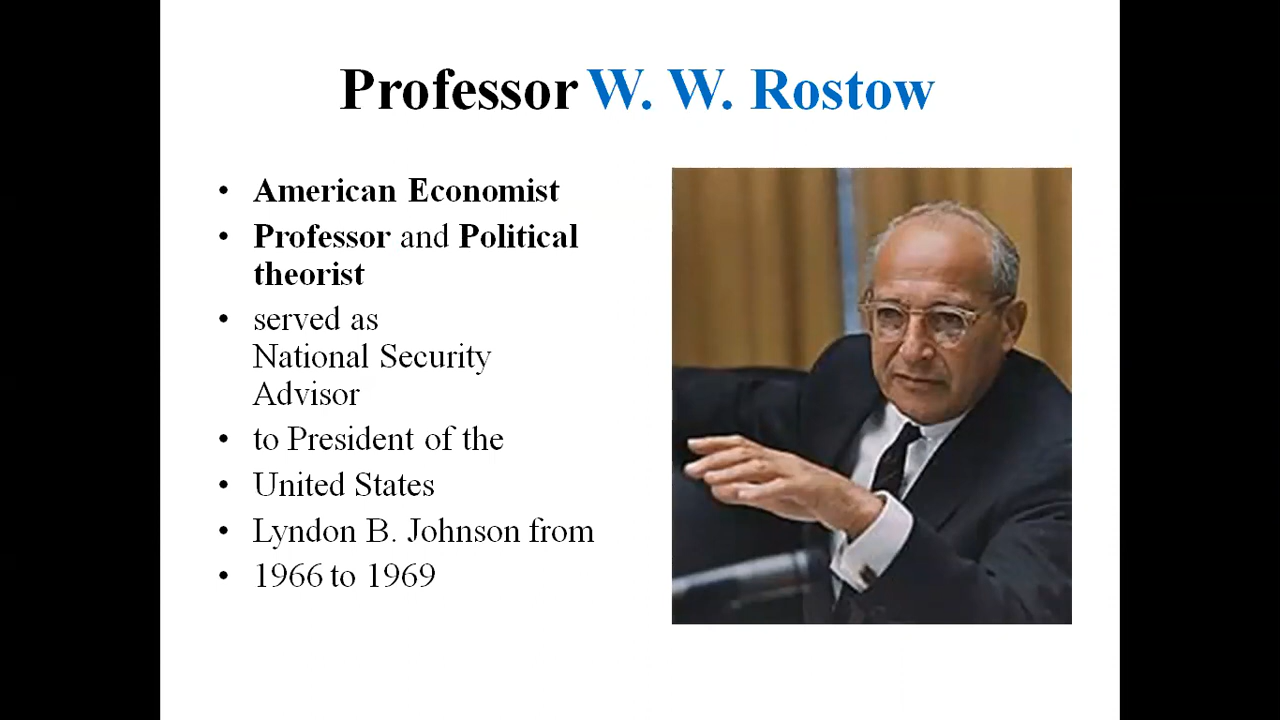 Professor W. W. Rostow
• American Economist
• Professor and Political
theorist
• served as
National Security
Advisor
• to President of the
• United States
• Lyndon B. Johnson from
• 1966 to 1969